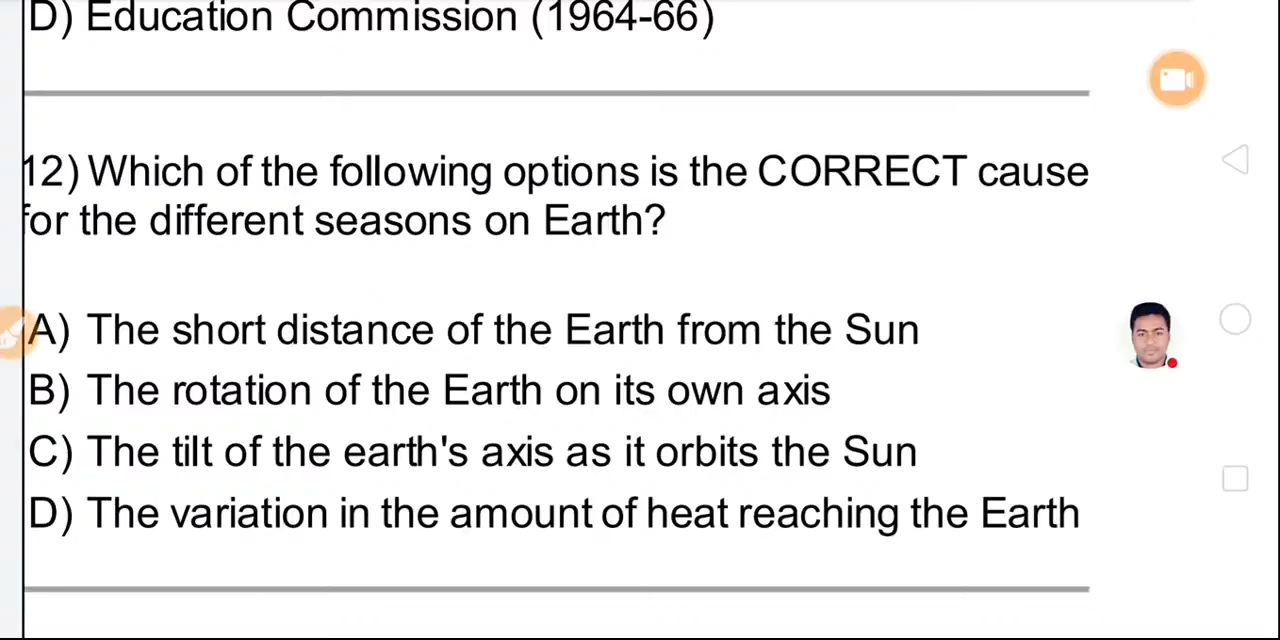 D) Education Commission (1964-66)
12) Which of the following options is the CORRECT cause
for the different seasons on Earth?
A) The short distance of the Earth from the Sun
B) The rotation of the Earth on its own axis
C) The tilt of the earth's axis as it orbits the Sun
D) The variation in the amount of heat reaching the Earth